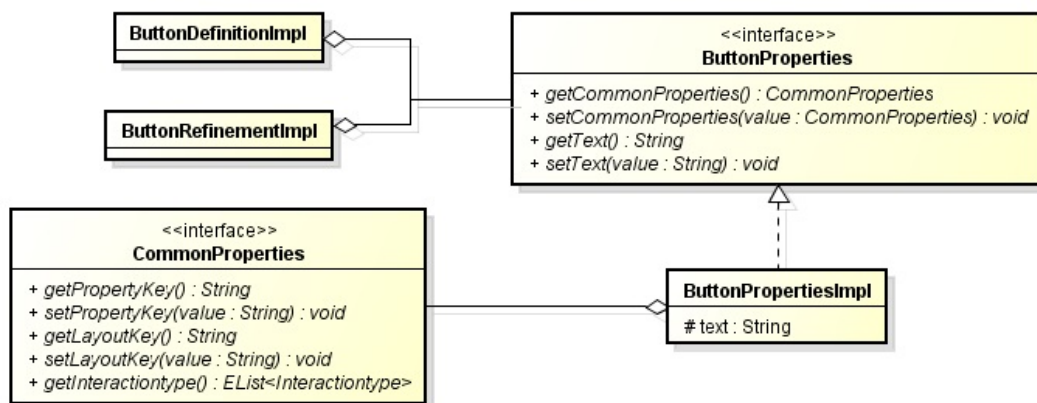 ButtonDefinitionImpl
ButtonRefinementImpl
<<interface>>
ButtonProperties
+ getCommonProperties() : CommonProperties
+ setCommonProperties(value : CommonProperties) : void
+ getText() : String
+ setText(value : String) : void
<<interface>>
CommonProperties
+ getPropertyKey() : String
+ setPropertyKey(value : String) : void
+ getLayoutKey() : String
+ setLayoutKey(value : String) : void
+ getInteractiontype() : EList<Interactiontype>
ButtonPropertiesImpl
# text : String